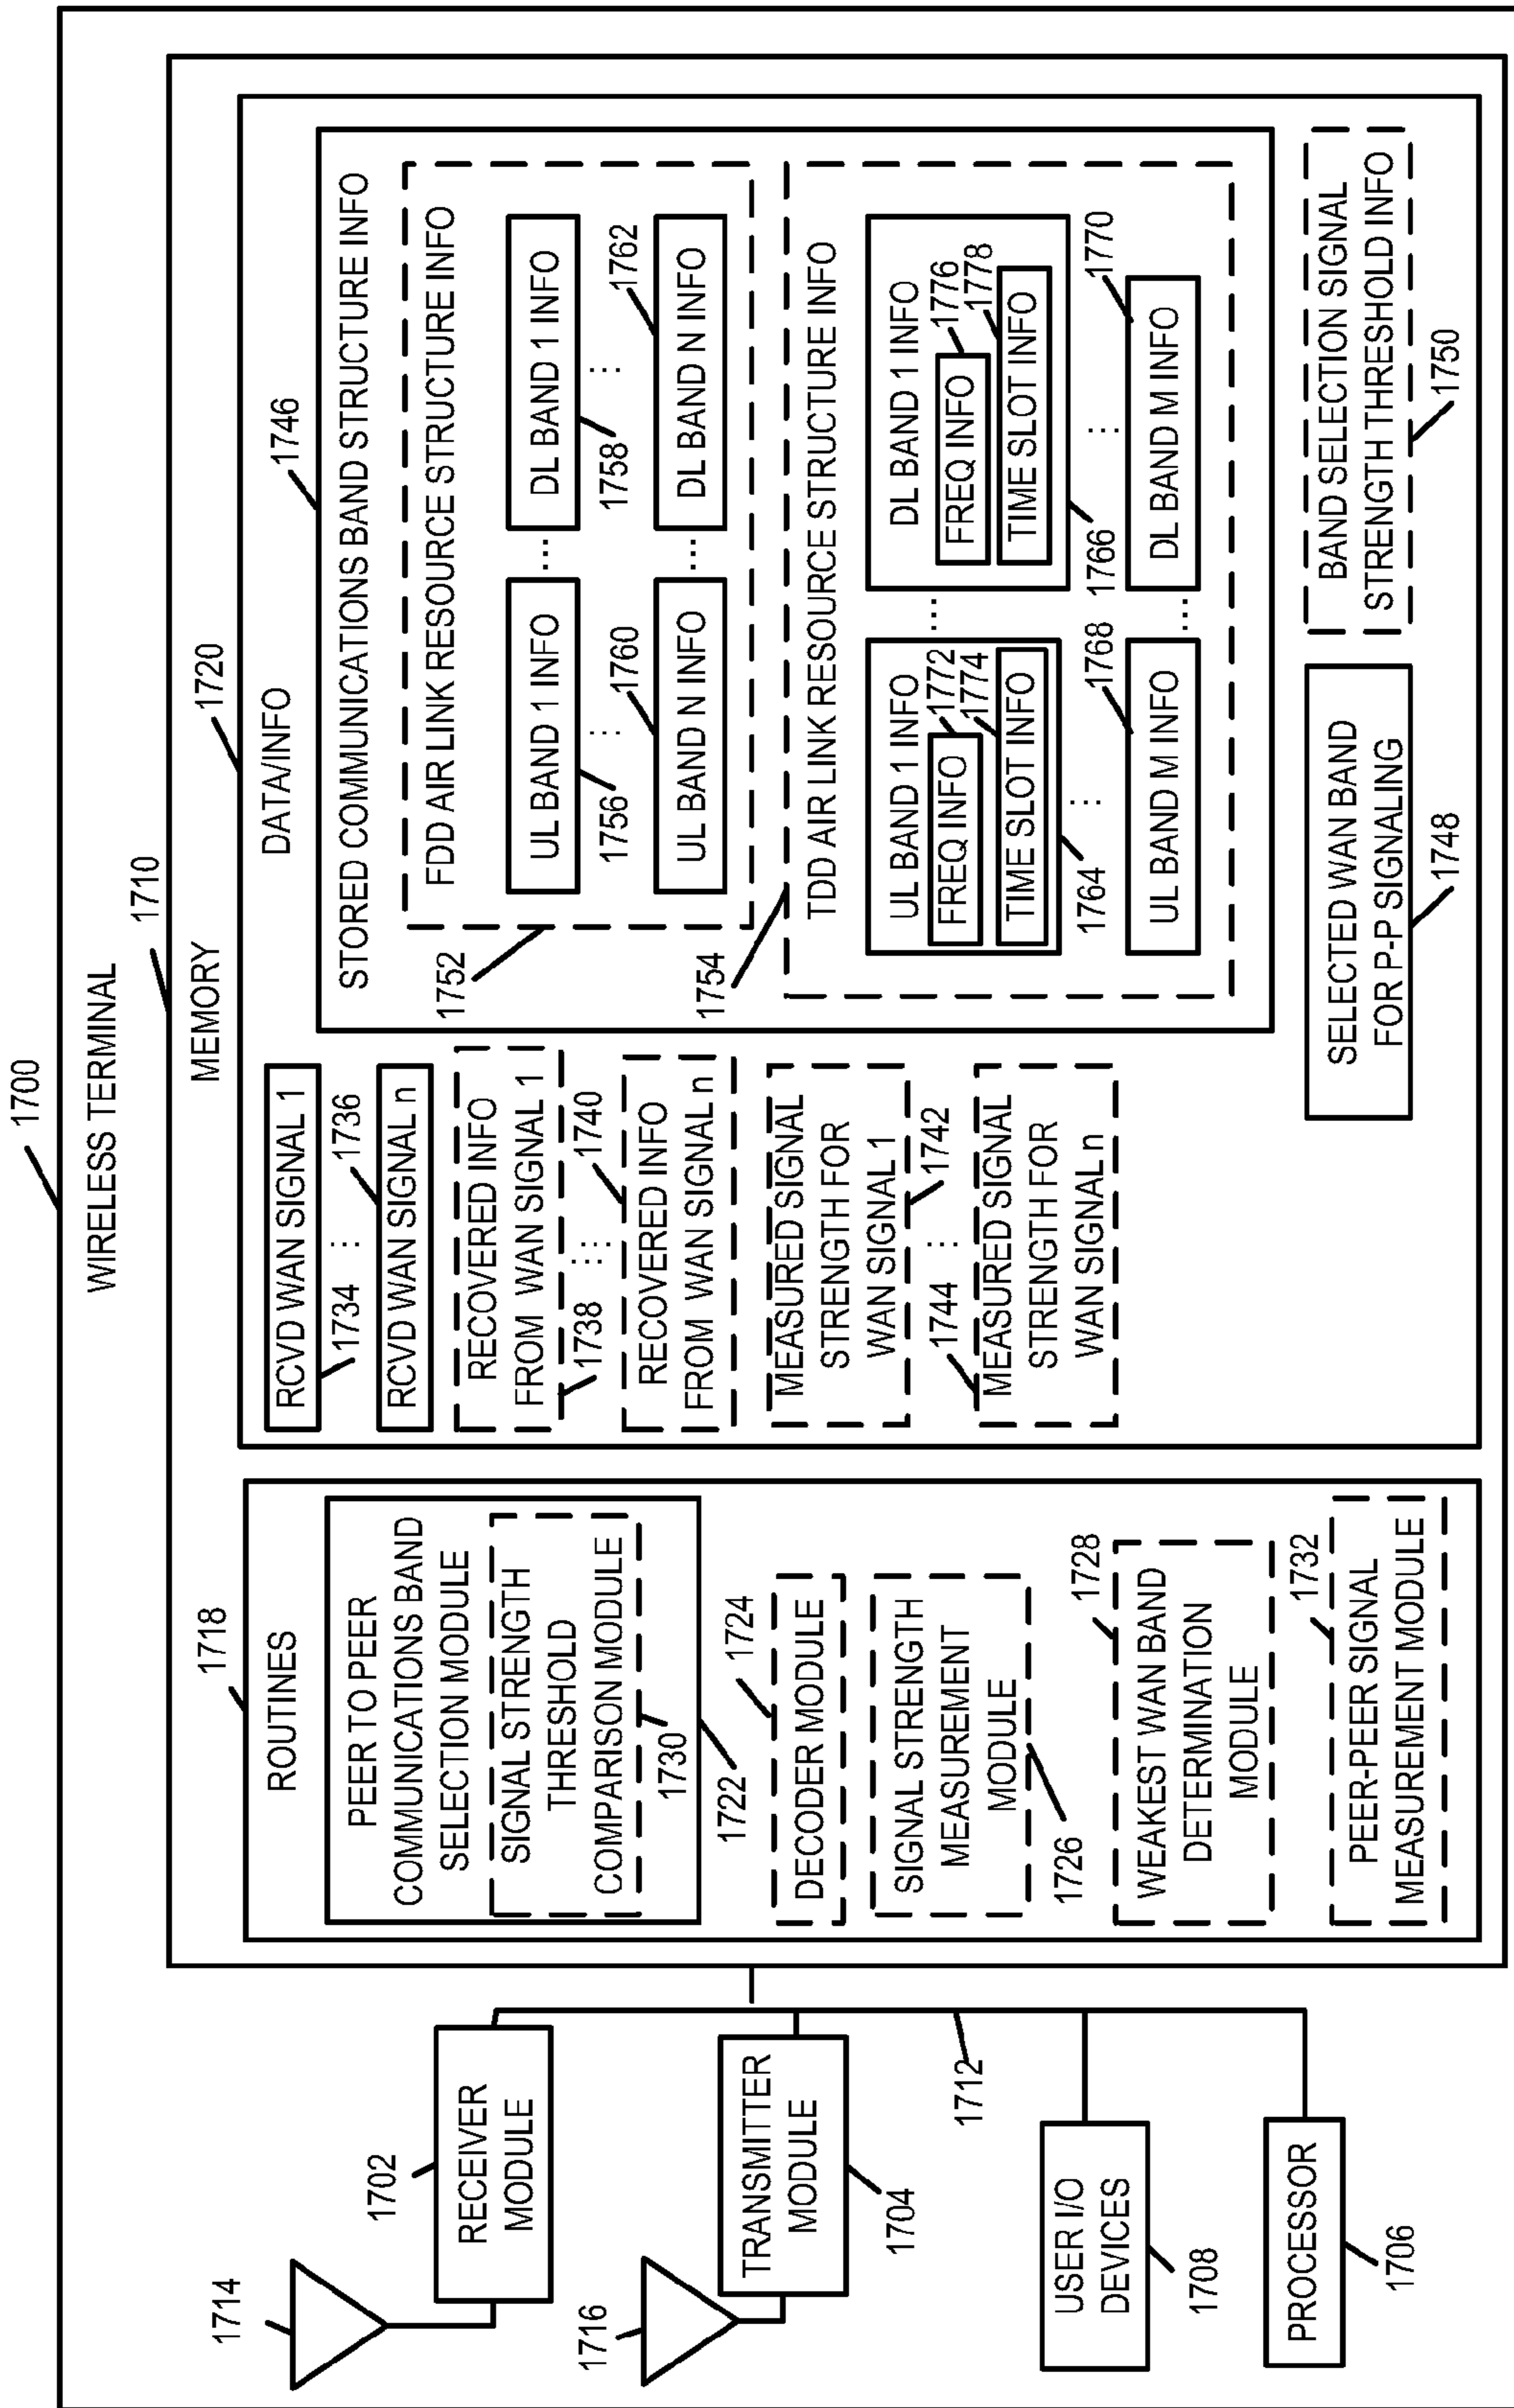 1700
WIRELESS TERMINAL
1714
1702
RECEIVER
MODULE
1716
TRANSMITTER
MODULE
1704
1712
USER I/O
DEVICES
1708
PROCESSOR
1706
1710
MEMORY
1718
ROUTINES
PEER TO PEER
COMMUNICATIONS BAND
SELECTION MODULE
SIGNAL STRENGTH
THRESHOLD
COMPARISON MODULE
1730
1722
1724
DECODER MODULE
SIGNAL STRENGTH
MEASUREMENT
MODULE
1726
1728
WEAKEST WAN BAND
DETERMINATION
MODULE
1732
PEER-PEER SIGNAL
MEASUREMENT MODULE
1720
DATA/INFO
RCVD WAN SIGNAL 1
1734
⋮
1736
RCVD WAN SIGNAL n
RECOVERED INFO
FROM WAN SIGNAL 1
1738
⋮
1740
RECOVERED INFO
FROM WAN SIGNAL n
MEASURED SIGNAL
STRENGTH FOR
WAN SIGNAL 1
1742
⋮
1744
MEASURED SIGNAL
STRENGTH FOR
WAN SIGNAL n
1746
STORED COMMUNICATIONS BAND STRUCTURE INFO
1752
FDD AIR LINK RESOURCE STRUCTURE INFO
UL BAND 1 INFO ... DL BAND 1 INFO
1756 ⋮ 1758 ⋮
1760 1762
UL BAND N INFO ... DL BAND N INFO
1754
TDD AIR LINK RESOURCE STRUCTURE INFO
UL BAND 1 INFO ... DL BAND 1 INFO
1772 1776
FREQ INFO FREQ INFO
1774 1778
TIME SLOT INFO TIME SLOT INFO
1764 ⋮ 1766 ⋮
1768 1770
UL BAND M INFO ... DL BAND M INFO
SELECTED WAN BAND
FOR P-P SIGNALING
1748
BAND SELECTION SIGNAL
STRENGTH THRESHOLD INFO
1750